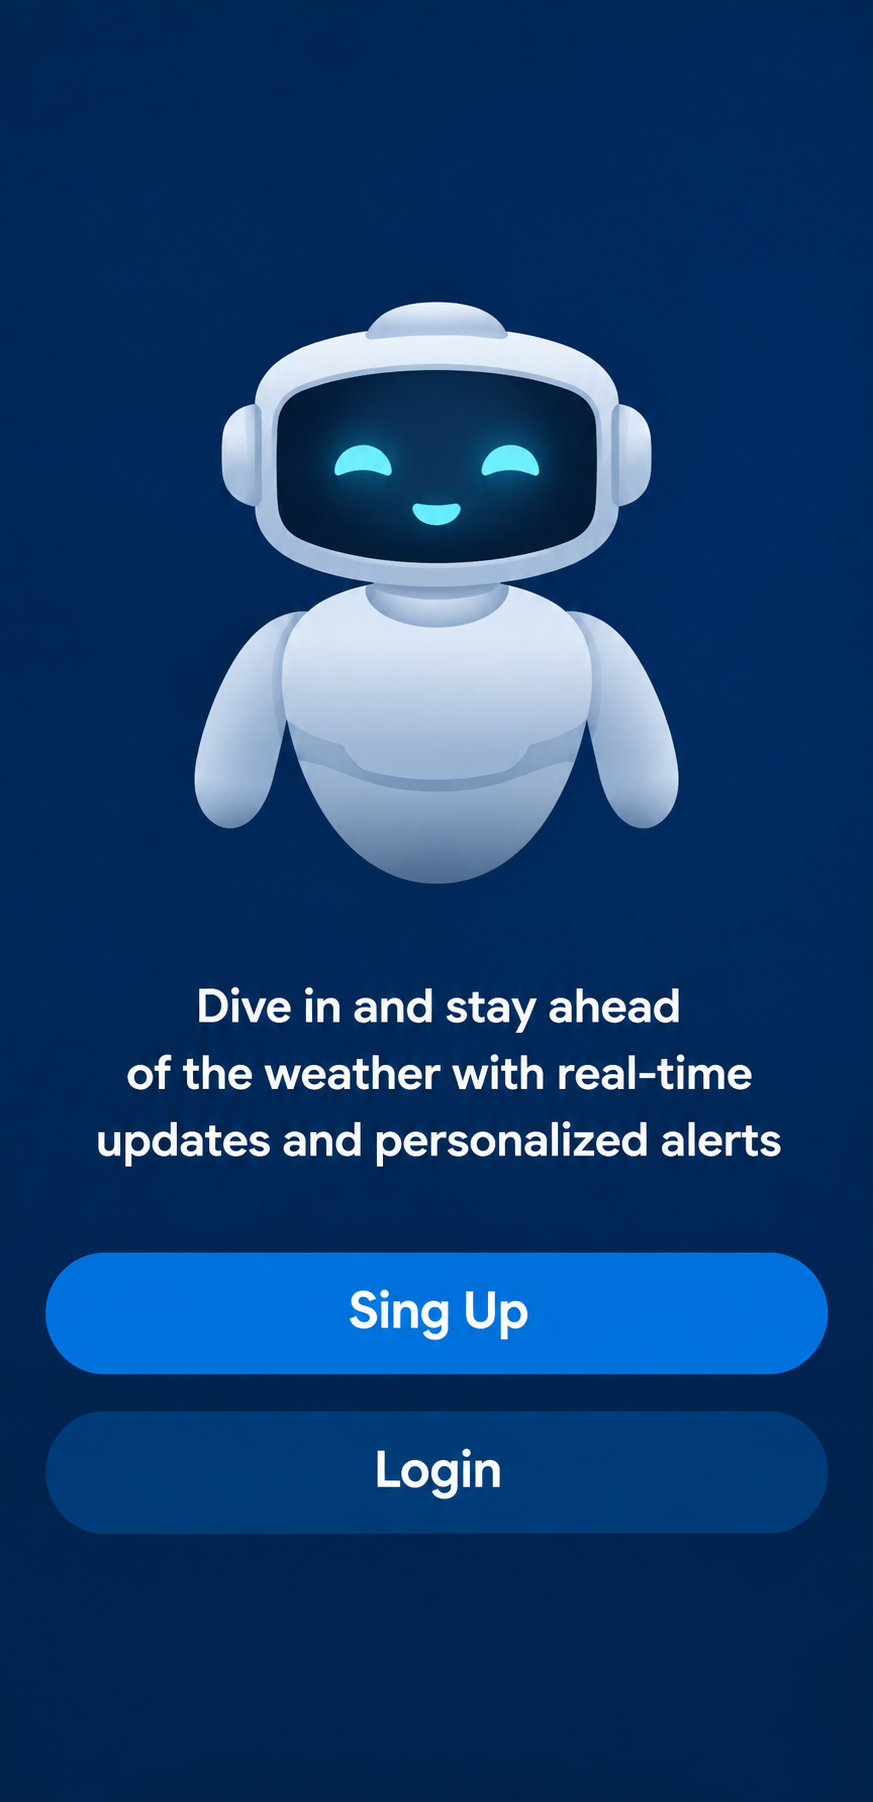 Dive in and stay ahead
of the weather with real-time
updates and personalized alerts
Sing Up
Login